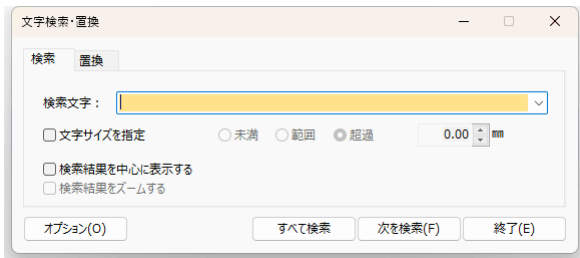 文字検索・置換
検索 置換
検索文字：
文字サイズを指定 未満 範囲 超過 0.00 mm
検索結果を中心に表示する
検索結果をズームする
オプション(O) すべて検索 次を検索(F) 終了(E)